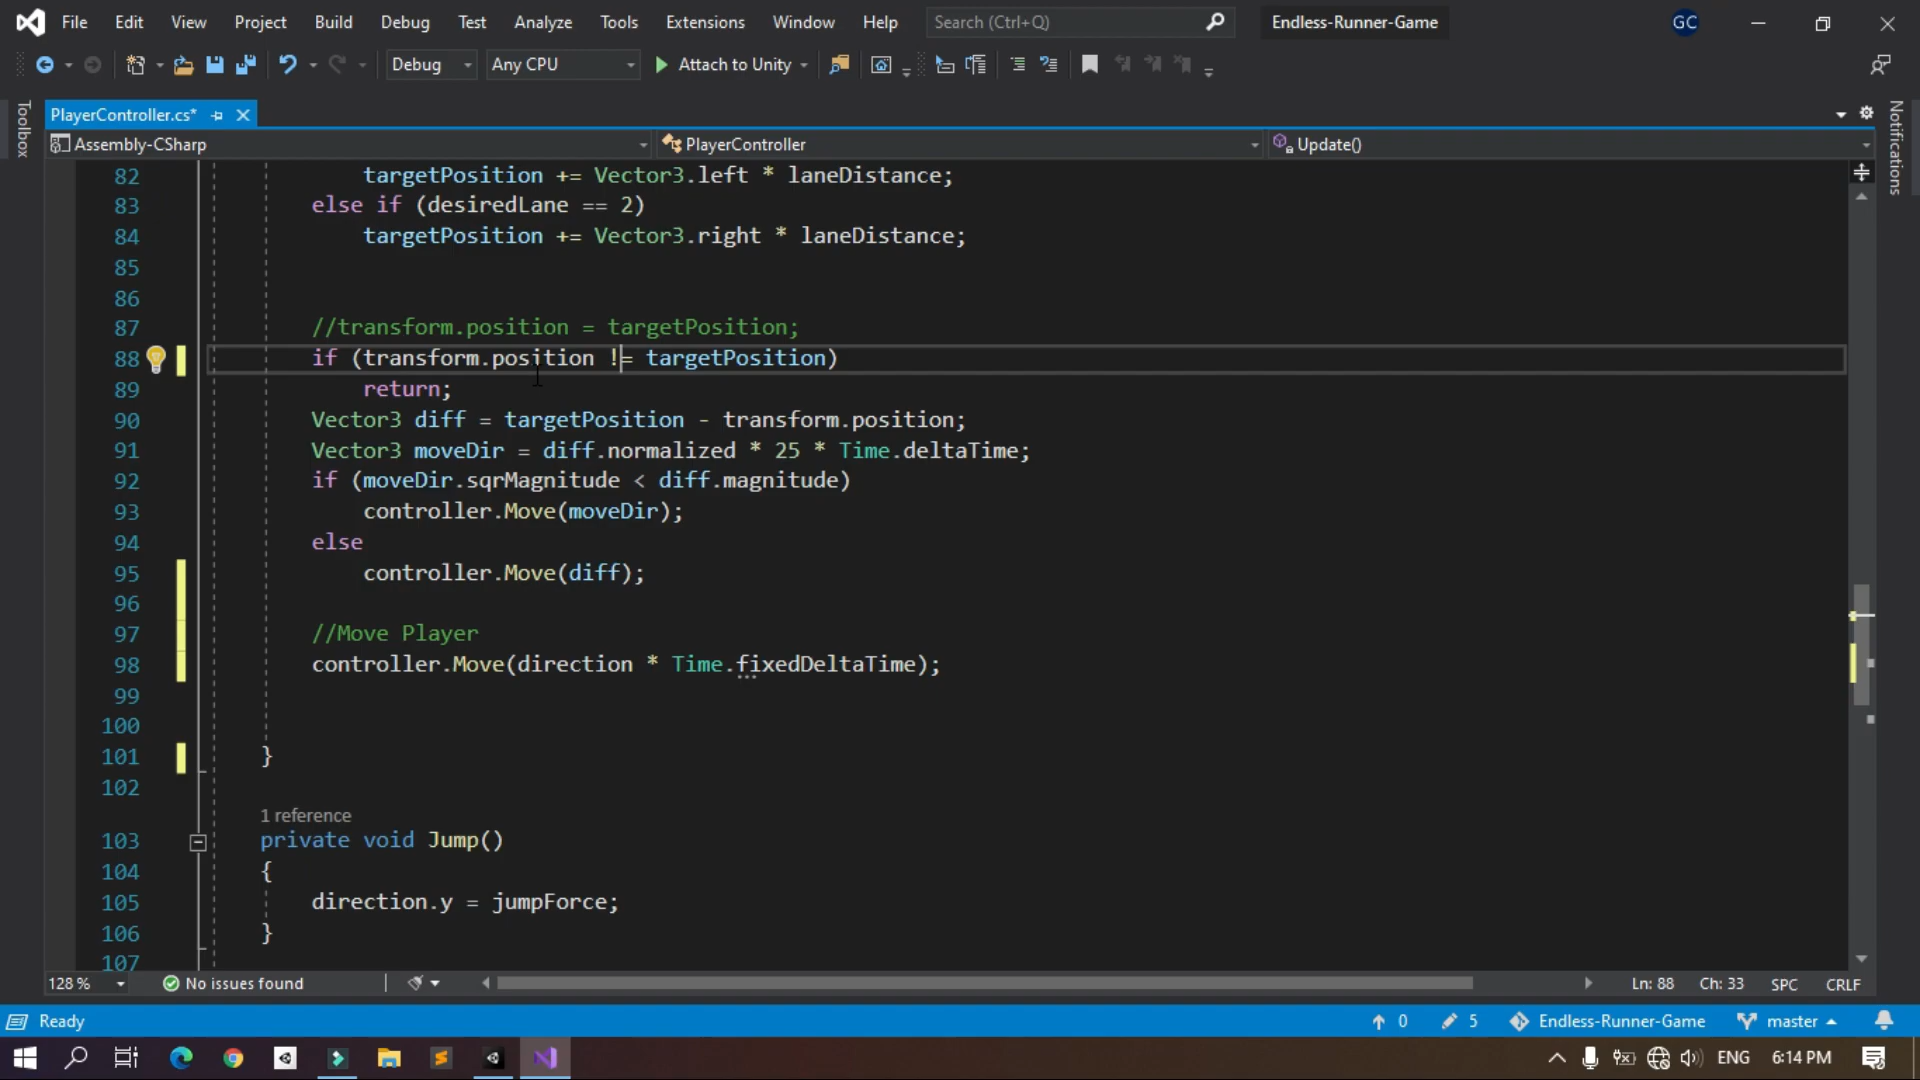 File Edit View Project Build Debug Test Analyze Tools Extensions Window Help Search (Ctrl+Q) Endless-Runner-Game GC
Debug Any CPU Attach to Unity
PlayerController.cs*
Assembly-CSharp PlayerController Update()
Toolbox
Notifications
82 targetPosition += Vector3.left * laneDistance;
83 else if (desiredLane == 2)
84 targetPosition += Vector3.right * laneDistance;
85
86
87 //transform.position = targetPosition;
88 if (transform.position != targetPosition)
89 return;
90 Vector3 diff = targetPosition - transform.position;
91 Vector3 moveDir = diff.normalized * 25 * Time.deltaTime;
92 if (moveDir.sqrMagnitude < diff.magnitude)
93 controller.Move(moveDir);
94 else
95 controller.Move(diff);
96
97 //Move Player
98 controller.Move(direction * Time.fixedDeltaTime);
99
100
101 }
102
1 reference
103 private void Jump()
104 {
105 direction.y = jumpForce;
106 }
107
128 % No issues found Ln: 88 Ch: 33 SPC CRLF
Ready 0 5 Endless-Runner-Game master
ENG 6:14 PM